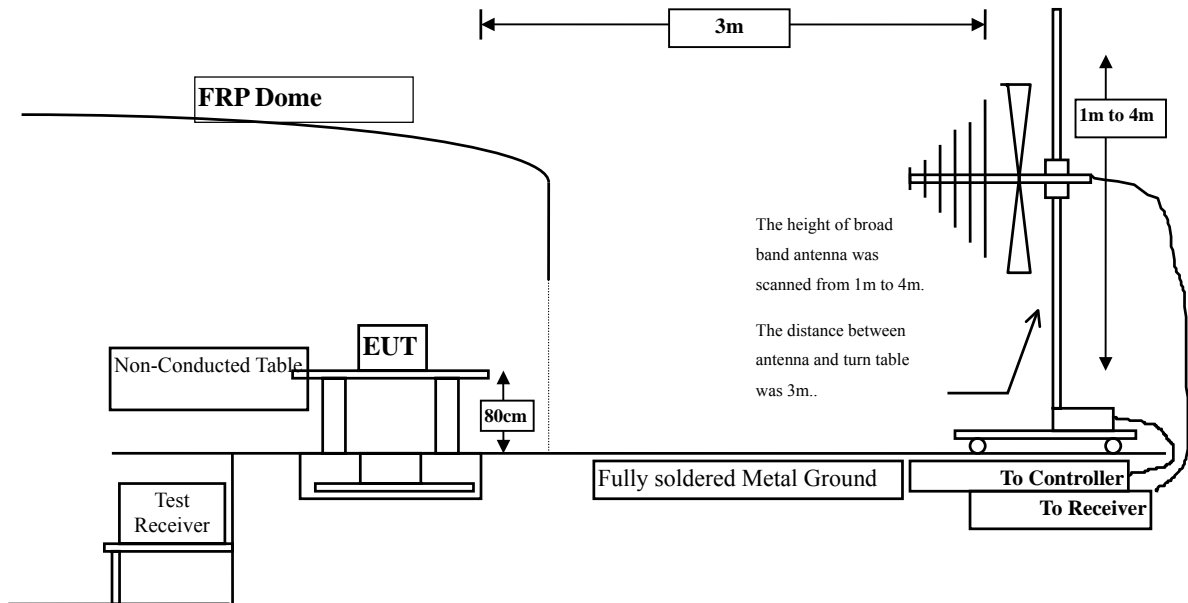 3m
FRP Dome
1m to 4m
The height of broad
band antenna was
scanned from 1m to 4m.
The distance between
antenna and turn table
was 3m..
EUT
Non-Conducted Table
80cm
Fully soldered Metal Ground
To Controller
To Receiver
Test
Receiver